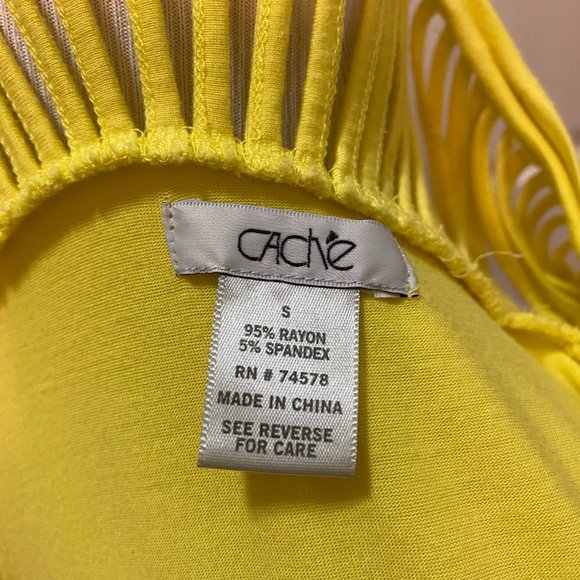 CAChé
S
95% RAYON
5% SPANDEX
RN # 74578
MADE IN CHINA
SEE REVERSE
FOR CARE